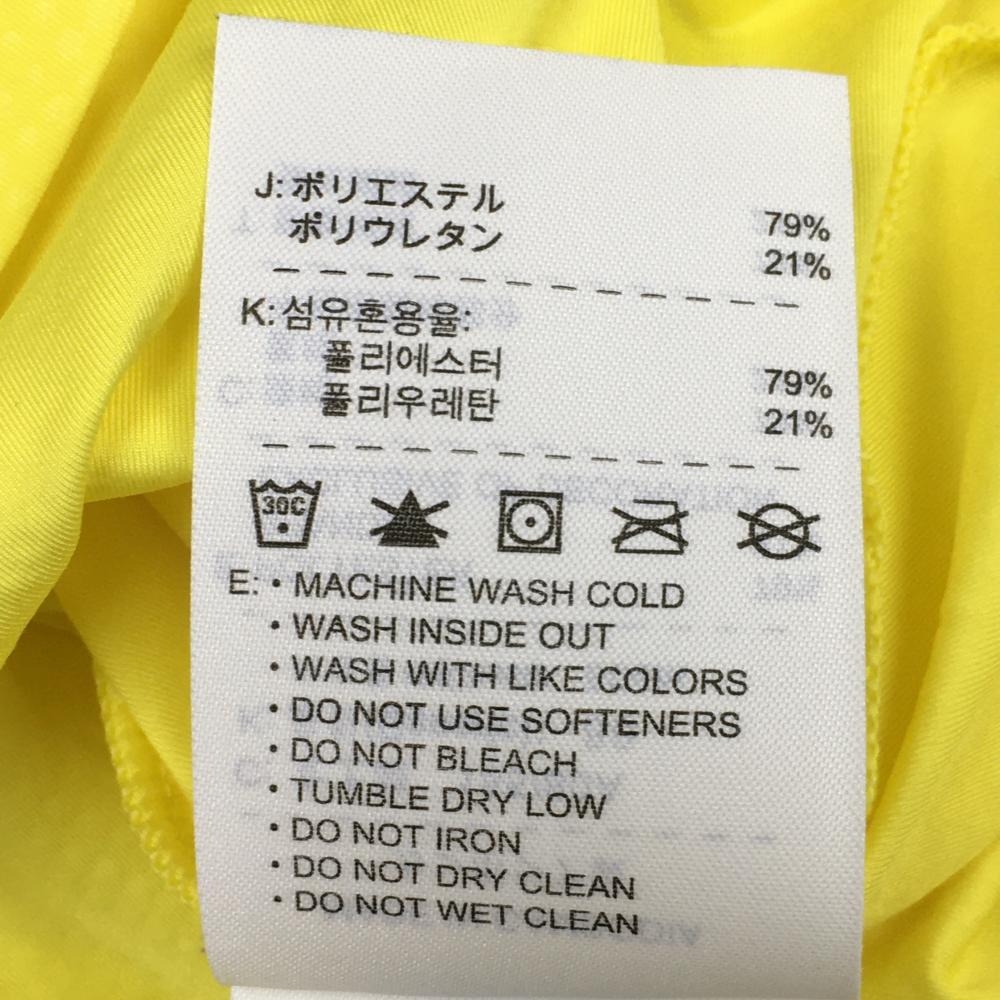 J: ポリエステル 79%
ポリウレタン 21%
K: 섬유혼용율:
폴리에스터 79%
폴리우레탄 21%
30C
E: • MACHINE WASH COLD
• WASH INSIDE OUT
• WASH WITH LIKE COLORS
• DO NOT USE SOFTENERS
• DO NOT BLEACH
• TUMBLE DRY LOW
• DO NOT IRON
• DO NOT DRY CLEAN
• DO NOT WET CLEAN